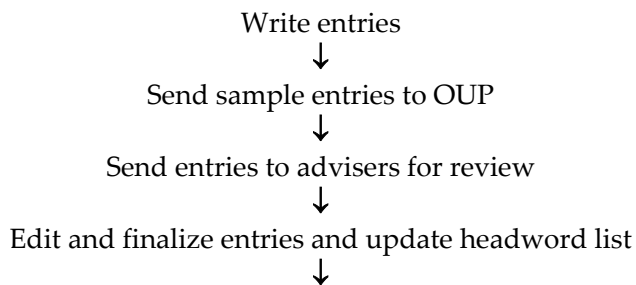 Write entries
↓
Send sample entries to OUP
↓
Send entries to advisers for review
↓
Edit and finalize entries and update headword list
↓